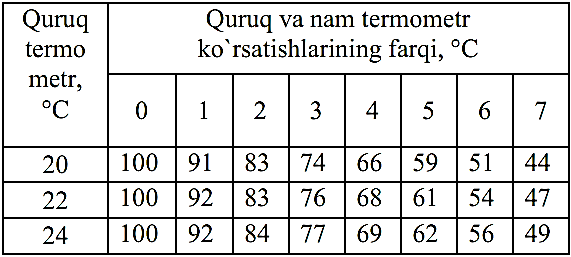 Quruq termo metr, °C
Quruq va nam termometr
ko`rsatishlarining farqi, °C
0 1 2 3 4 5 6 7
20 100 91 83 74 66 59 51 44
22 100 92 83 76 68 61 54 47
24 100 92 84 77 69 62 56 49